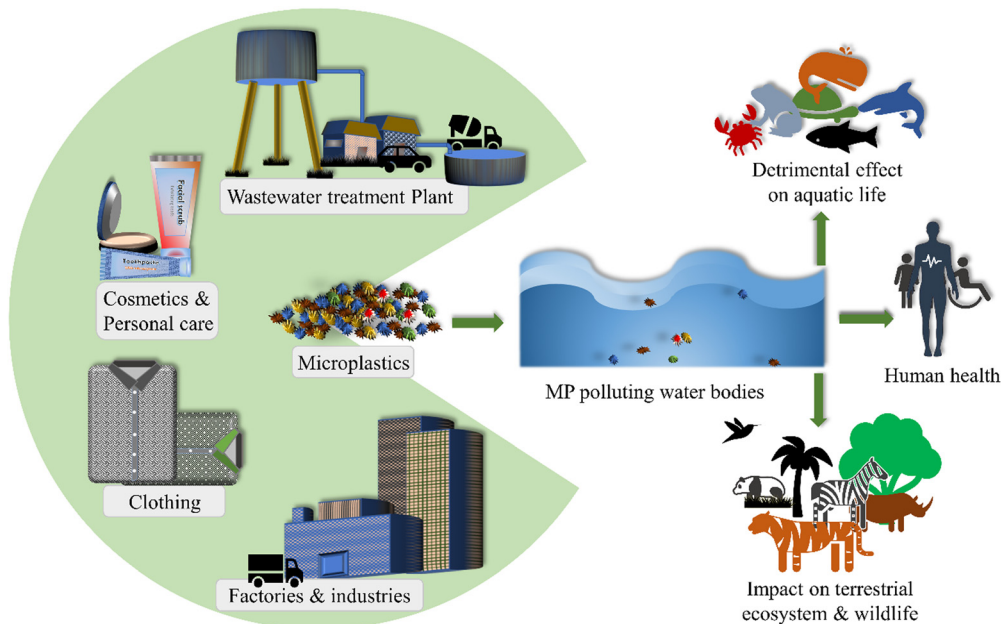 Wastewater treatment Plant
Facial scrub
Toothpaste
Cosmetics &
Personal care
Microplastics
Clothing
Factories & industries
MP polluting water bodies
Detrimental effect
on aquatic life
Human health
Impact on terrestrial
ecosystem & wildlife